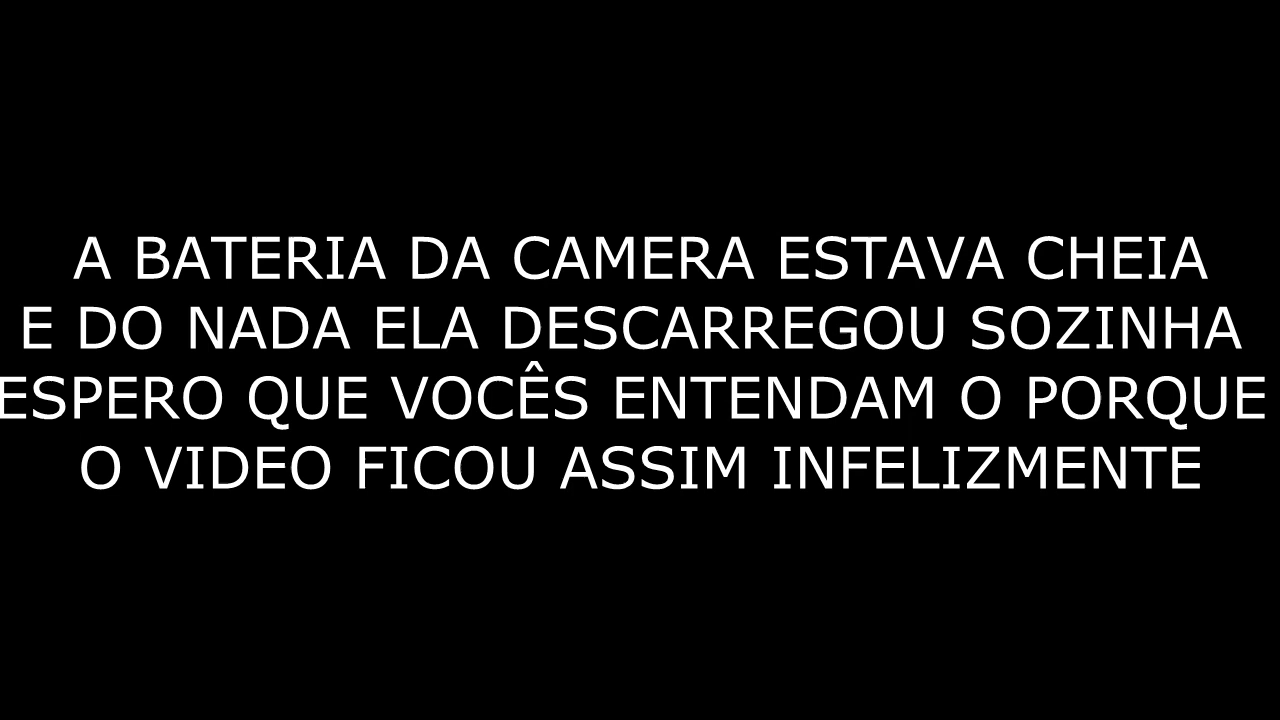 A BATERIA DA CAMERA ESTAVA CHEIA
E DO NADA ELA DESCARREGOU SOZINHA
ESPERO QUE VOCÊS ENTENDAM O PORQUE
O VIDEO FICOU ASSIM INFELIZMENTE